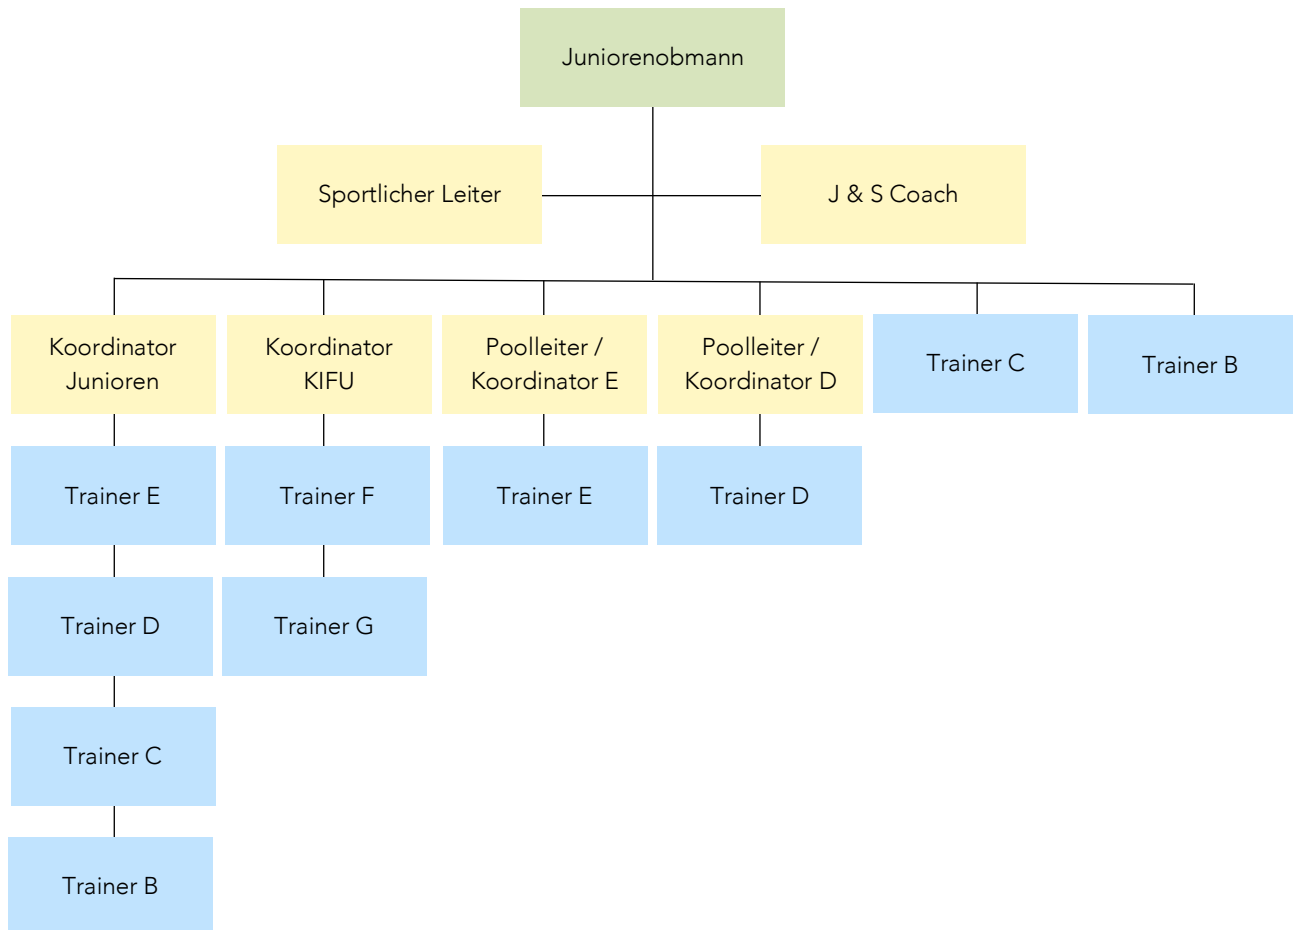 Juniorenobmann
Sportlicher Leiter
J & S Coach
Koordinator
Junioren
Koordinator
KIFU
Poolleiter /
Koordinator E
Poolleiter /
Koordinator D
Trainer C
Trainer B
Trainer E
Trainer F
Trainer E
Trainer D
Trainer D
Trainer G
Trainer C
Trainer B